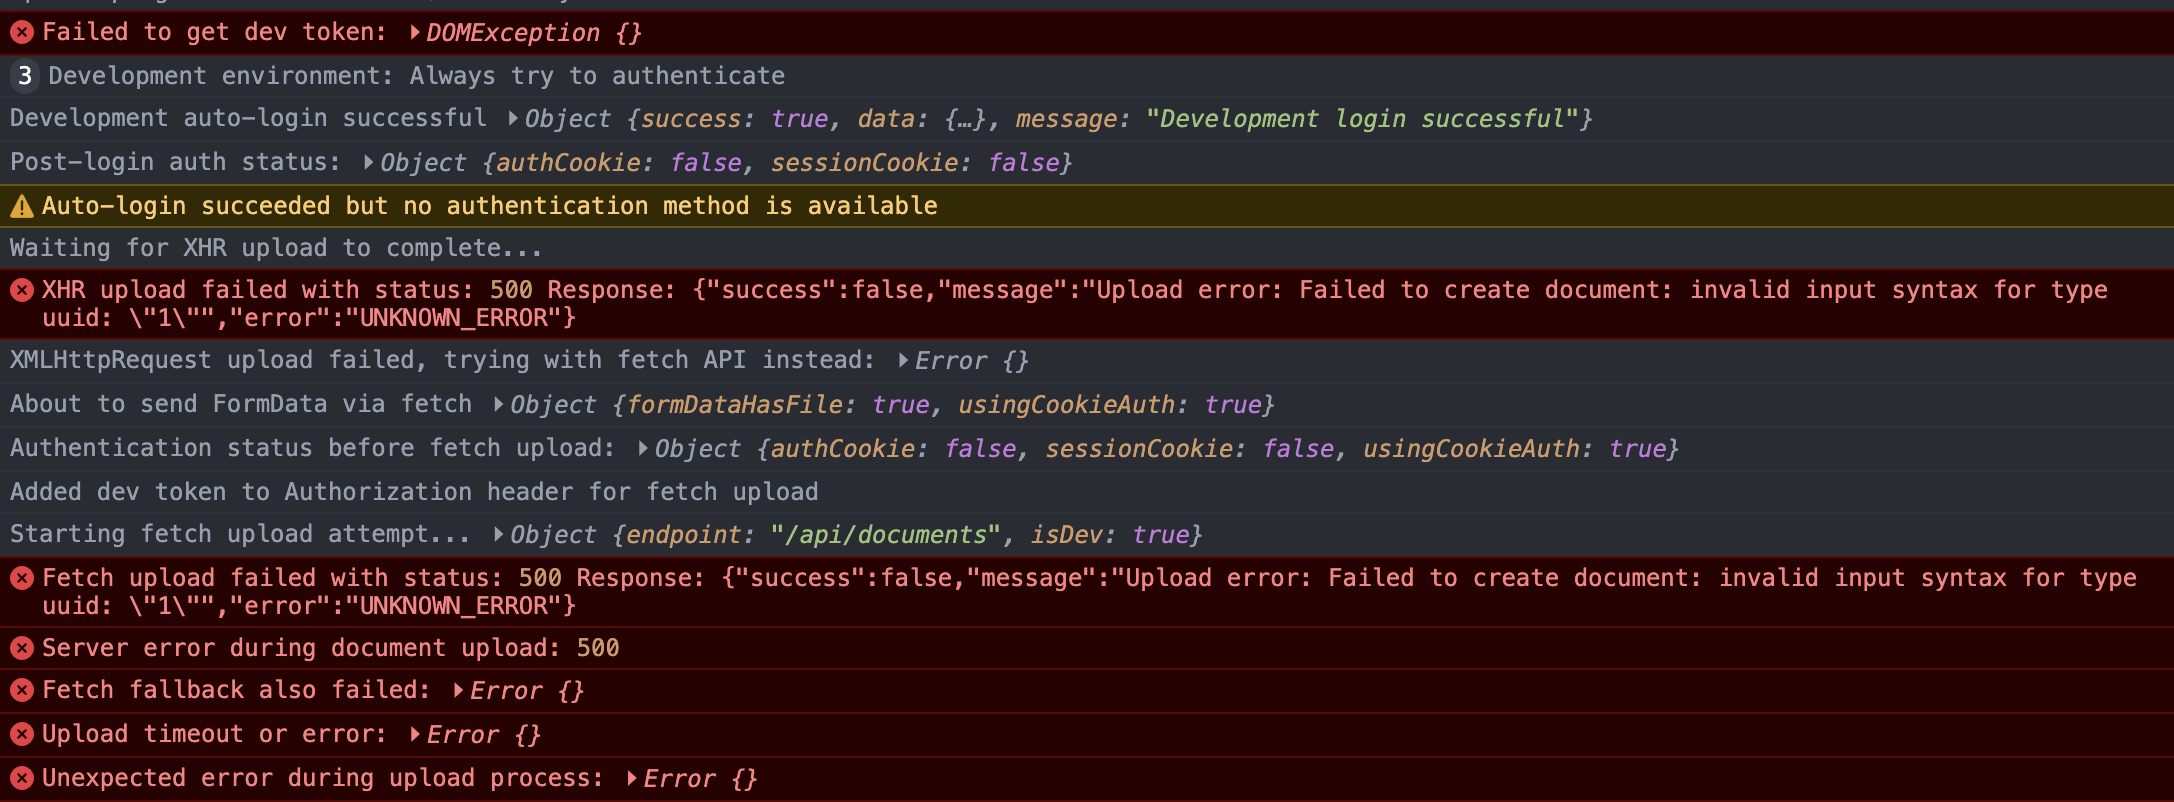 Failed to get dev token: ▶DOMException {}
3 Development environment: Always try to authenticate
Development auto-login successful ▶Object {success: true, data: {…}, message: "Development login successful"}
Post-login auth status: ▶Object {authCookie: false, sessionCookie: false}
Auto-login succeeded but no authentication method is available
Waiting for XHR upload to complete...
XHR upload failed with status: 500 Response: {"success":false,"message":"Upload error: Failed to create document: invalid input syntax for type
uuid: \"1\"","error":"UNKNOWN_ERROR"}
XMLHttpRequest upload failed, trying with fetch API instead: ▶Error {}
About to send FormData via fetch ▶Object {formDataHasFile: true, usingCookieAuth: true}
Authentication status before fetch upload: ▶Object {authCookie: false, sessionCookie: false, usingCookieAuth: true}
Added dev token to Authorization header for fetch upload
Starting fetch upload attempt... ▶Object {endpoint: "/api/documents", isDev: true}
Fetch upload failed with status: 500 Response: {"success":false,"message":"Upload error: Failed to create document: invalid input syntax for type
uuid: \"1\"","error":"UNKNOWN_ERROR"}
Server error during document upload: 500
Fetch fallback also failed: ▶Error {}
Upload timeout or error: ▶Error {}
Unexpected error during upload process: ▶Error {}